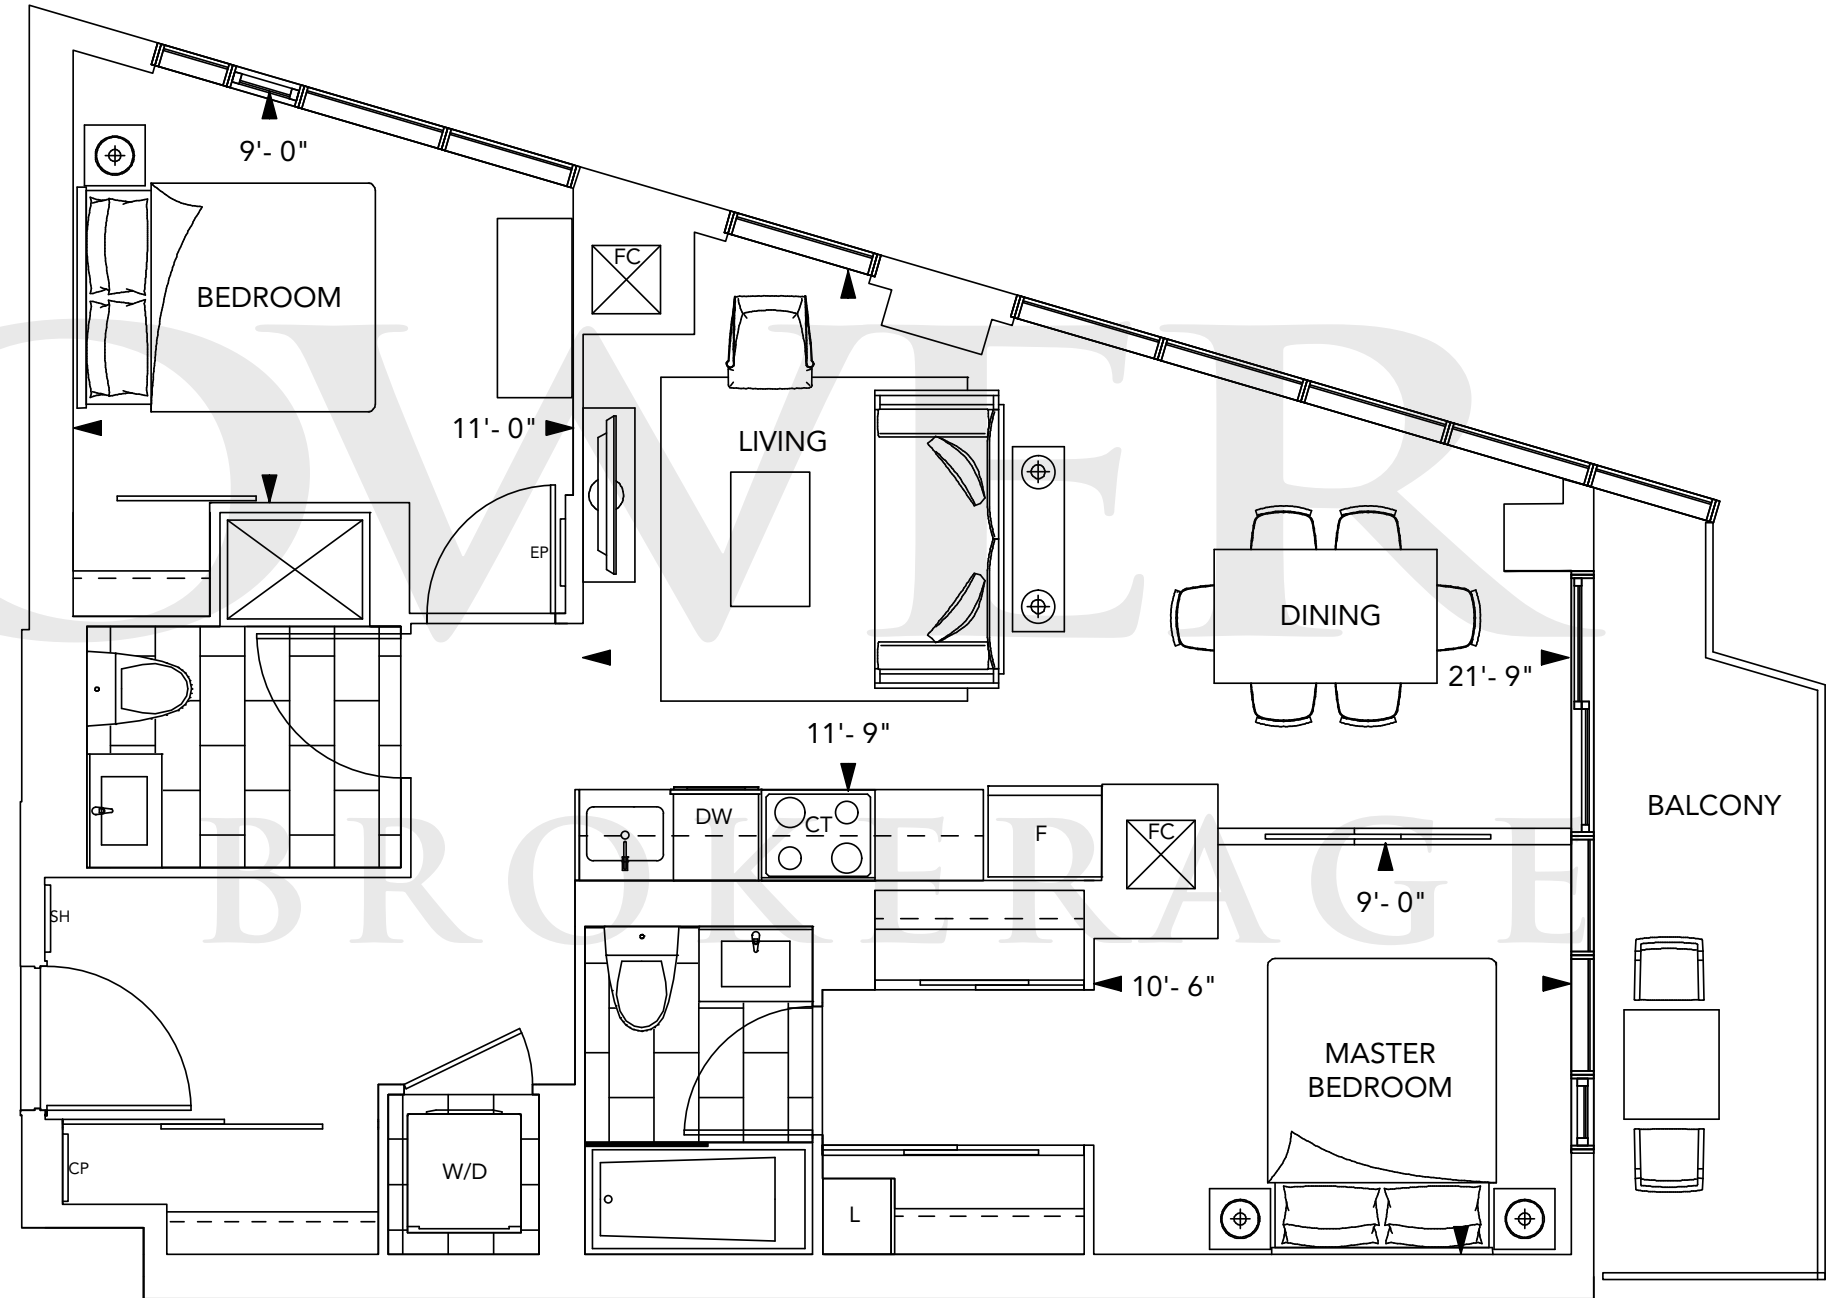 9'- 0"
FC
BEDROOM
11'- 0"
LIVING
EP
DINING
21'- 9"
11'- 9"
BALCONY
DW
CT
F
FC
9'- 0"
SH
10'- 6"
MASTER
BEDROOM
CP
W/D
L
OWER
BROKERAGE